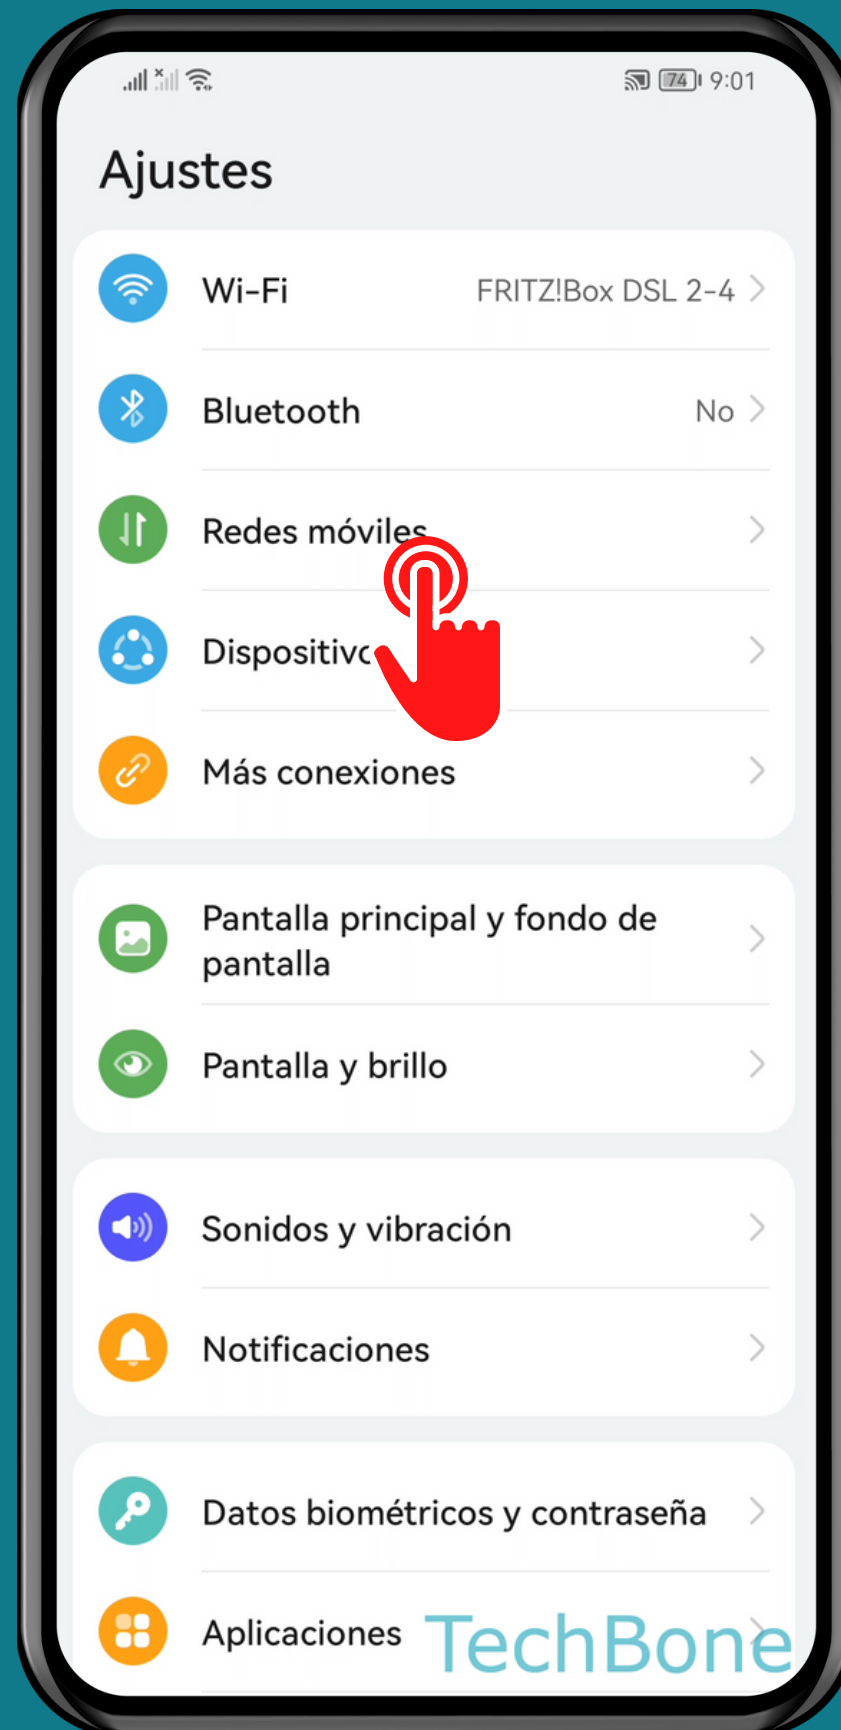 74 9:01
Ajustes
Wi-Fi FRITZ!Box DSL 2-4
Bluetooth No
Redes móviles
Más conexiones
Pantalla principal y fondo de
pantalla
Pantalla y brillo
Sonidos y vibración
Notificaciones
Datos biométricos y contraseña
Aplicaciones TechBone